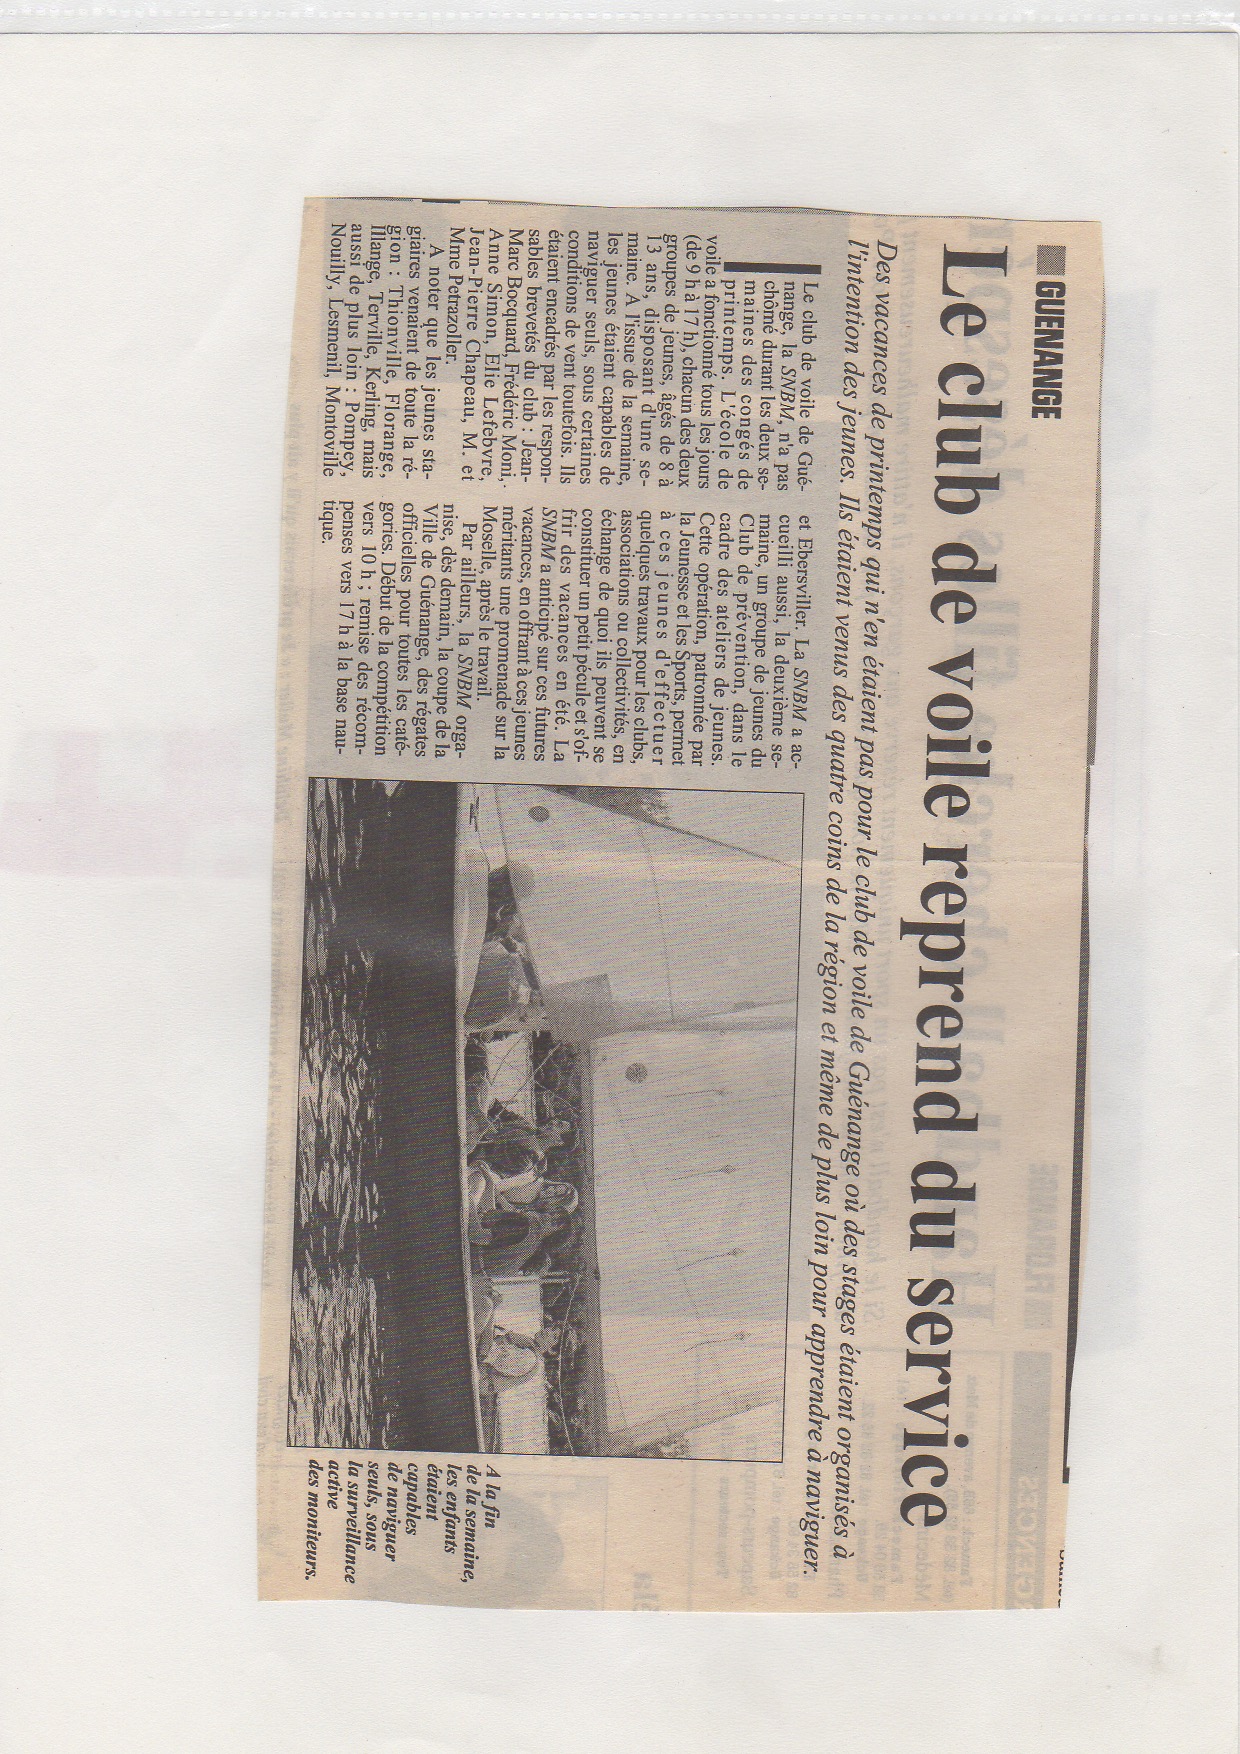 GUENANGE
Le club de voile reprend du service
Des vacances de printemps qui n'en étaient pas pour le club de voile de Guénange où des stages étaient organisés à
l'intention des jeunes. Ils étaient venus des quatre coins de la région et même de plus loin pour apprendre à naviguer.
Le club de voile de Gué-
nange, la SNBM, n'a pas
chômé durant les deux se-
maines des congés de
printemps. L'école de
voile a fonctionné tous les jours
(de 9 h à 17 h), chacun des deux
groupes de jeunes, âgés de 8 à
13 ans, disposant d'une se-
maine. A l'issue de la semaine,
les jeunes étaient capables de
naviguer seuls, sous certaines
conditions de vent toutefois. Ils
étaient encadrés par les respon-
sables brevetés du club : Jean-
Marc Bocquard, Frédéric Moni,
Anne Simon, Elie Lefebvre,
Jean-Pierre Chapeau, M. et
Mme Petrazoller.
A noter que les jeunes sta-
giaires venaient de toute la ré-
gion : Thionville, Florange,
Illange, Terville, Kerling, mais
aussi de plus loin : Pompey,
Nouilly, Lesmenil, Montoville
et Ebersviller. La SNBM a ac-
cueilli aussi, la deuxième se-
maine, un groupe de jeunes du
Club de prévention, dans le
cadre des ateliers de jeunes.
Cette opération, patronnée par
la Jeunesse et les Sports, permet
à ces jeunes d'effectuer
quelques travaux pour les clubs,
associations ou collectivités, en
échange de quoi ils peuvent se
constituer un petit pécule et s'of-
frir des vacances en été. La
SNBM a anticipé sur ces futures
vacances, en offrant à ces jeunes
méritants une promenade sur la
Moselle, après le travail.
Par ailleurs, la SNBM orga-
nise, dès demain, la coupe de la
Ville de Guénange, des régates
officielles pour toutes les caté-
gories. Début de la compétition
vers 10 h ; remise des récom-
penses vers 17 h à la base nau-
tique.
A la fin
de la semaine,
les enfants
étaient
capables
de naviguer
seuls, sous
la surveillance
active
des moniteurs.